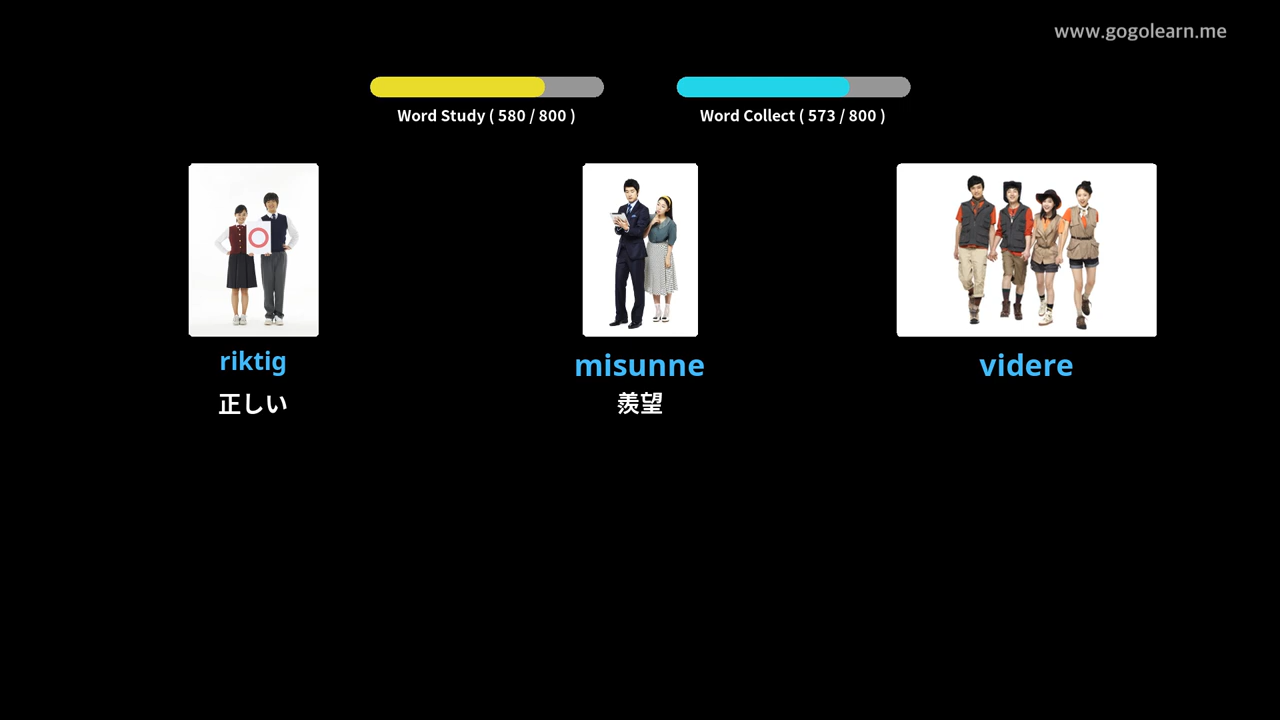 www.gogolearn.me
Word Study ( 580 / 800 )
Word Collect ( 573 / 800 )
riktig
正しい
misunne
羨望
videre